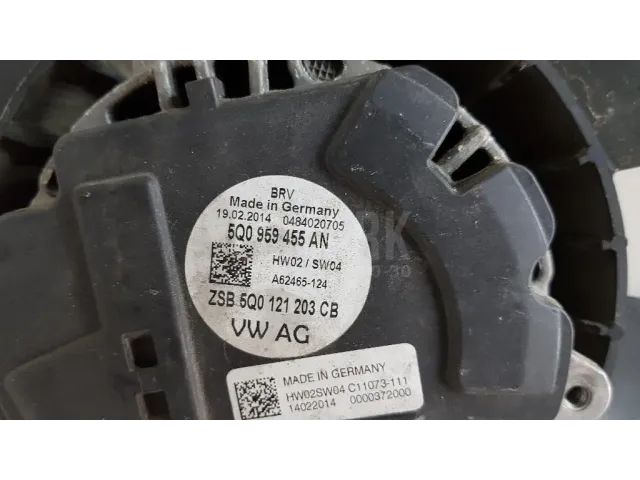 BRV
Made in Germany
19.02.2014 0484020705
5Q0 959 455 AN
HW02 / SW04
A62465-124
ZSB 5Q0 121 203 CB
VW AG
MADE IN GERMANY
HW02SW04 C11073-111
14022014 0000372000